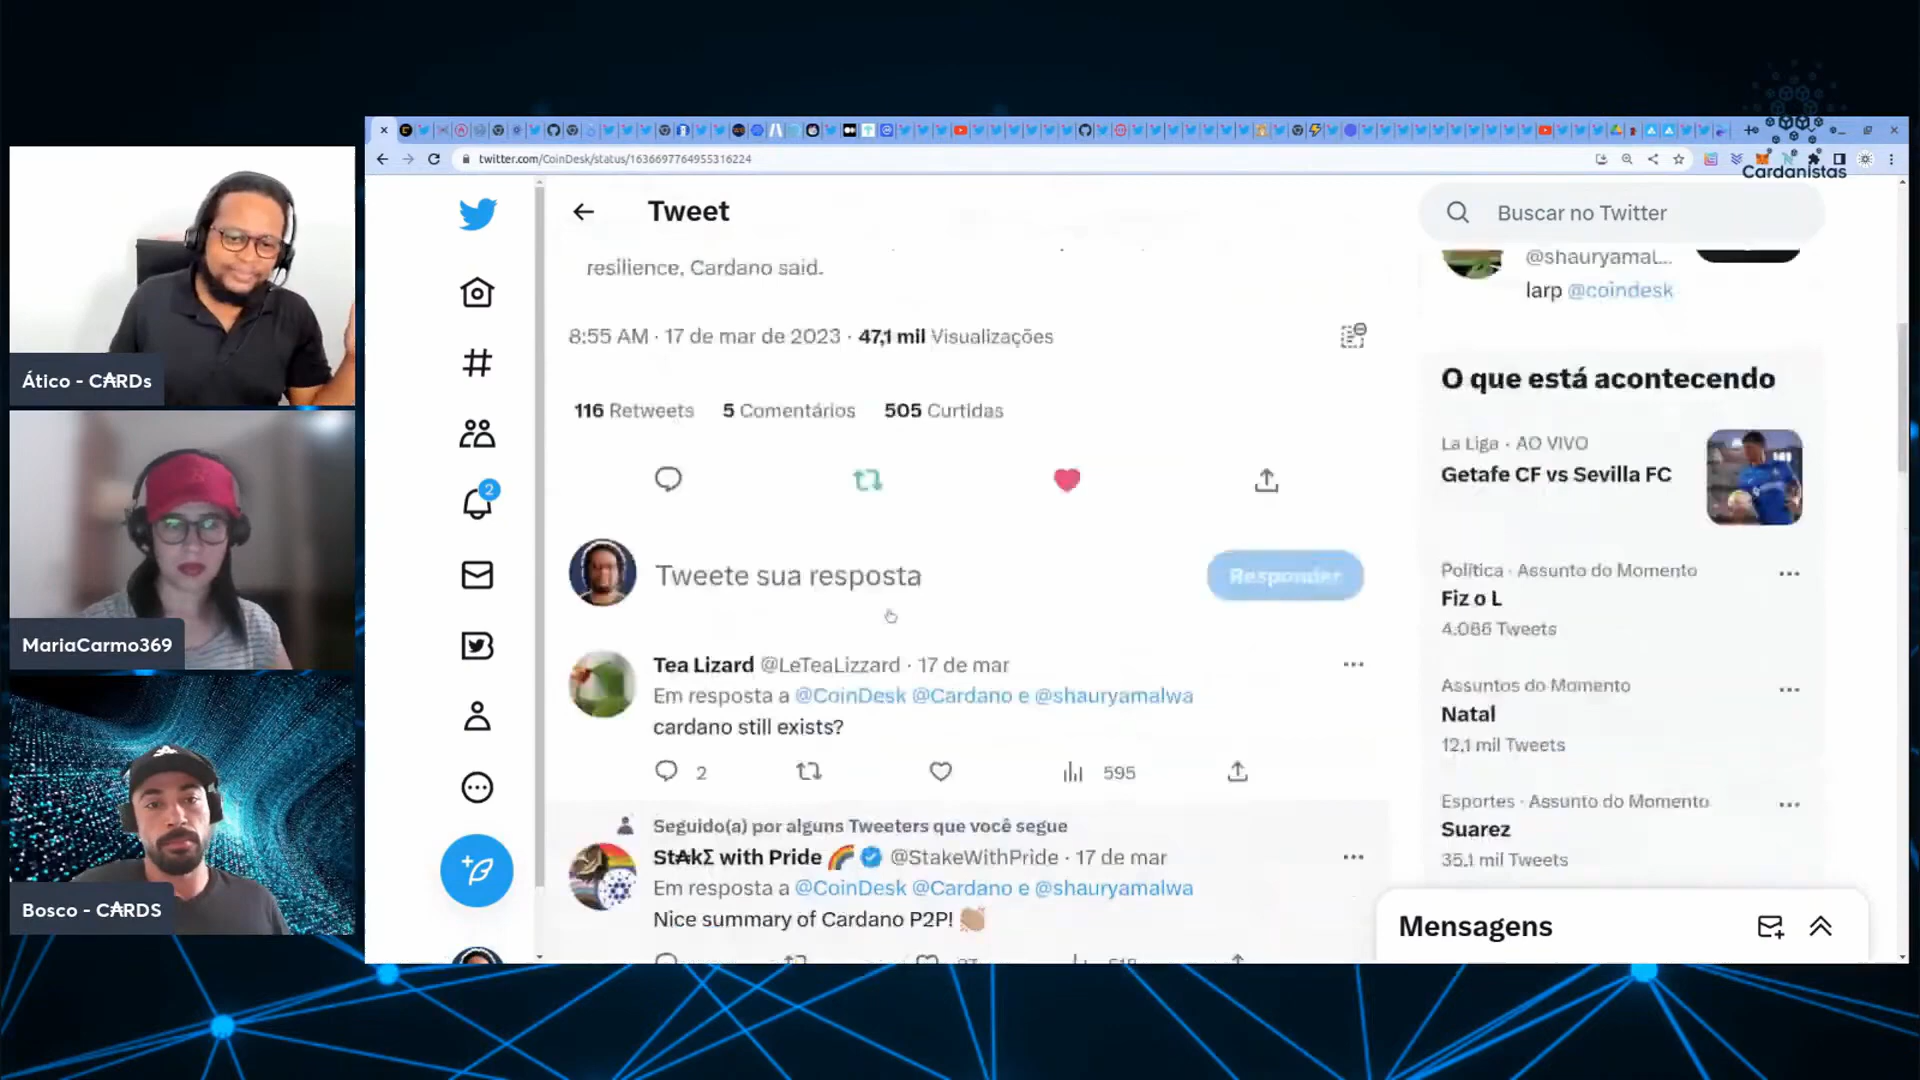 Cardanistas
twitter.com/CoinDesk/status/1636697764955316224
Tweet
resilience, Cardano said.
8:55 AM · 17 de mar de 2023 · 47,1 mil Visualizações
116 Retweets 5 Comentários 505 Curtidas
Tweete sua resposta
Responder
Tea Lizard @LeTeaLizzard · 17 de mar
Em resposta a @CoinDesk @Cardano e @shauryamalwa
cardano still exists?
2
595
Seguido(a) por alguns Tweeters que você segue
St₳kΣ with Pride @StakeWithPride · 17 de mar
Em resposta a @CoinDesk @Cardano e @shauryamalwa
Nice summary of Cardano P2P!
2
Buscar no Twitter
@shauryamal...
larp @coindesk
O que está acontecendo
La Liga · AO VIVO
Getafe CF vs Sevilla FC
Política · Assunto do Momento
Fiz o L
4.066 Tweets
Assuntos do Momento
Natal
12,1 mil Tweets
Esportes · Assunto do Momento
Suarez
35,1 mil Tweets
Mensagens
Ático - C₳RDs
MariaCarmo369
Bosco - C₳RDS